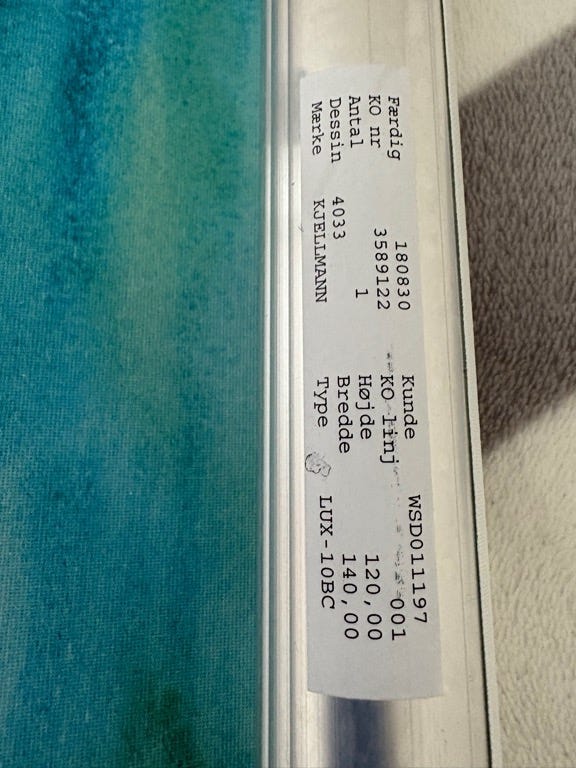 Færdig 180830 Kunde WSD011197
KO nr 3589122 KO linj 001
Antal 1 Højde 120,00
Dessin 4033 Bredde 140,00
Mærke KJELLMANN Type LUX-10BC